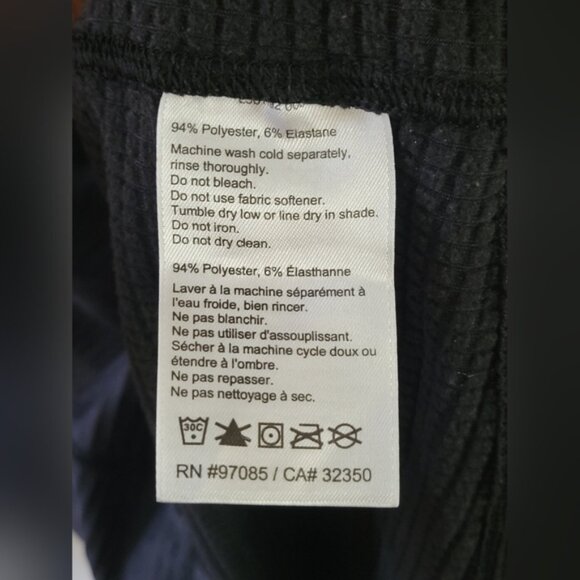 94% Polyester, 6% Elastane
Machine wash cold separately,
rinse thoroughly.
Do not bleach.
Do not use fabric softener.
Tumble dry low or line dry in shade.
Do not iron.
Do not dry clean.
94% Polyester, 6% Élasthanne
Laver à la machine séparément à
l'eau froide, bien rincer.
Ne pas blanchir.
Ne pas utiliser d'assouplissant.
Sécher à la machine cycle doux ou
étendre à l'ombre.
Ne pas repasser.
Ne pas nettoyage à sec.
30C
RN #97085 / CA# 32350